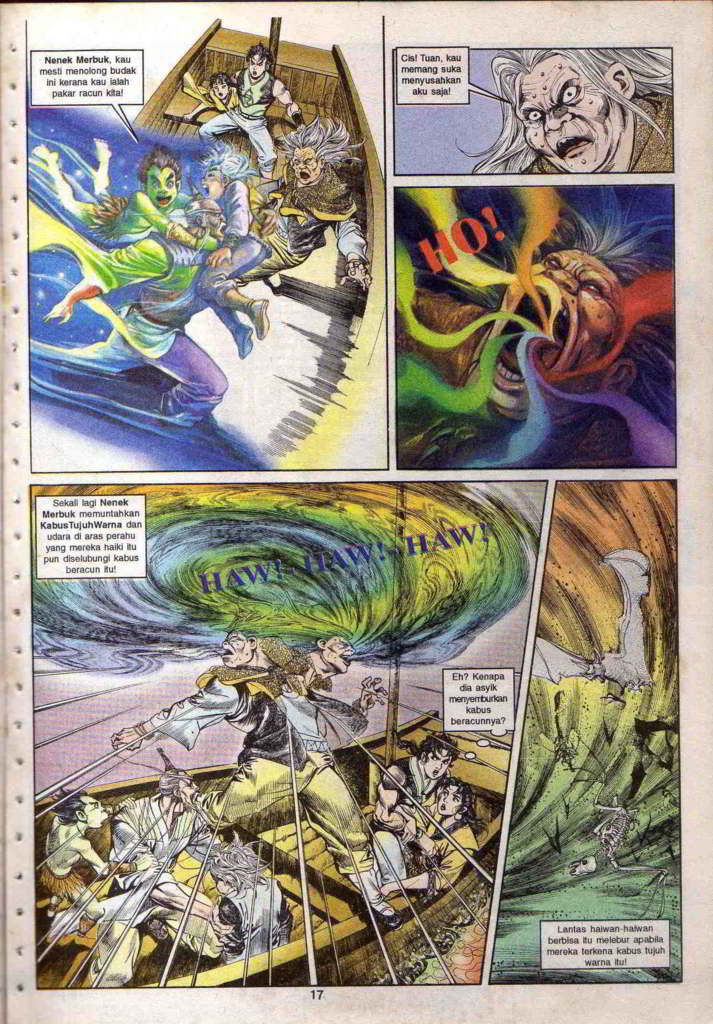 Nenek Merbuk, kau
mesti menolong budak
ini kerana kau ialah
pakar racun kita!
Cis! Tuan, kau
memang suka
menyusahkan
aku saja!
HO!
Sekali lagi Nenek
Merbuk memuntahkan
KabusTujuhWarna dan
udara di aras perahu
yang mereka haiki itu
pun diselubungi kabus
beracun itu!
HAW! HAW! HAW!
Eh? Kenapa
dia asyik
menyemburkan
kabus
beracunnya?
Lantas haiwan-haiwan
berbisa itu melebur apabila
mereka terkena kabus tujuh
warna itu!
17